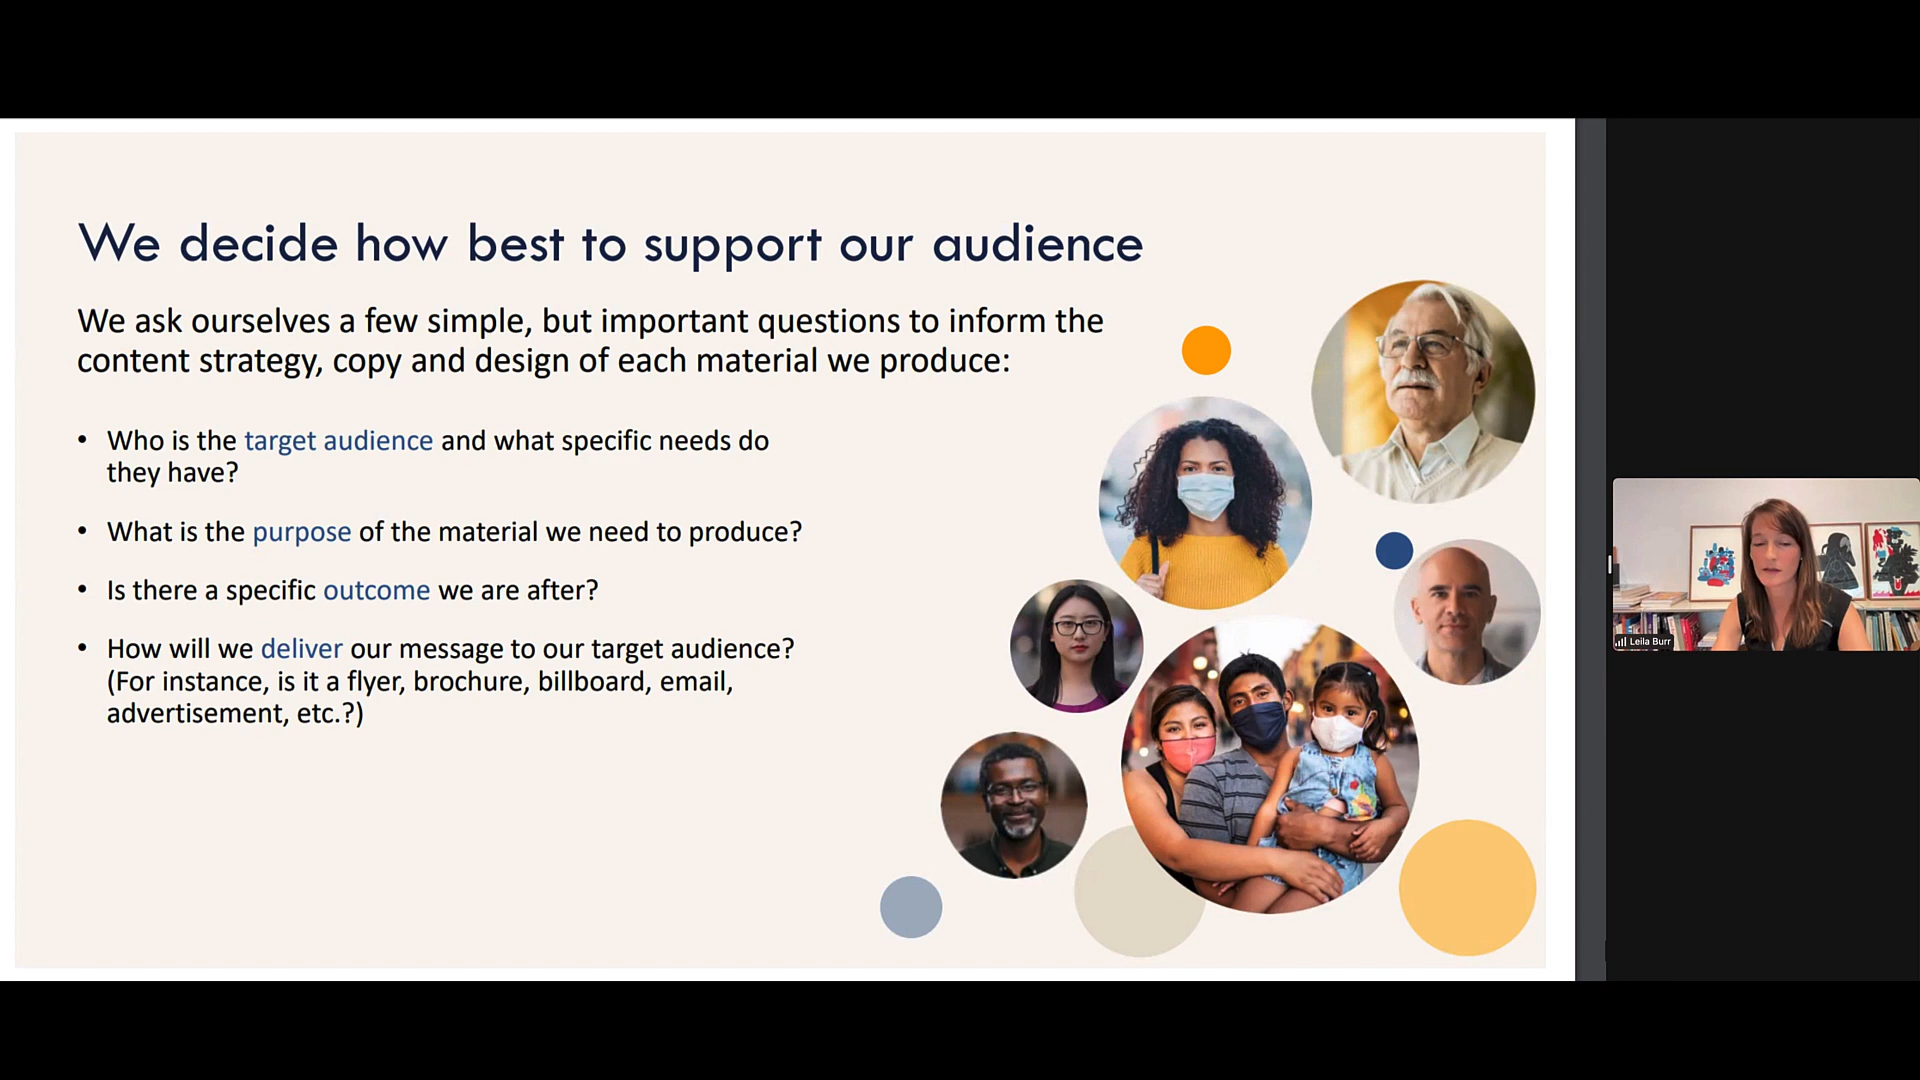 We decide how best to support our audience
We ask ourselves a few simple, but important questions to inform the
content strategy, copy and design of each material we produce:
• Who is the target audience and what specific needs do
they have?
• What is the purpose of the material we need to produce?
• Is there a specific outcome we are after?
• How will we deliver our message to our target audience?
(For instance, is it a flyer, brochure, billboard, email,
advertisement, etc.?)
Leila Burr